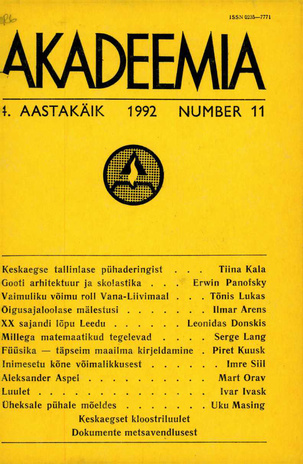 ISSN 0235—7771
AKADEEMIA
4. AASTAKÄIK 1992 NUMBER 11
Keskaegse tallinlase pühaderingist . . . Tiina Kala
Gooti arhitektuur ja skolastika . . . Erwin Panofsky
Vaimuliku võimu roll Vana-Liivimaal . . . Tõnis Lukas
Õigusajaloolase mälestusi . . . . . . . Ilmar Arens
XX sajandi lõpu Leedu . . . . . . Leonidas Donskis
Millega matemaatikud tegelevad . . . . Serge Lang
Füüsika — täpseim maailma kirjeldamine . Piret Kuusk
Inimesetu kõne võimalikkusest . . . . . . Imre Siil
Aleksander Aspel . . . . . . . . . . Mart Orav
Luulet . . . . . . . . . . . . . Ivar Ivask
Üheksale pühale mõeldes . . . . . . . Uku Masing
Keskaegset kloostriluulet
Dokumente metsavendlusest